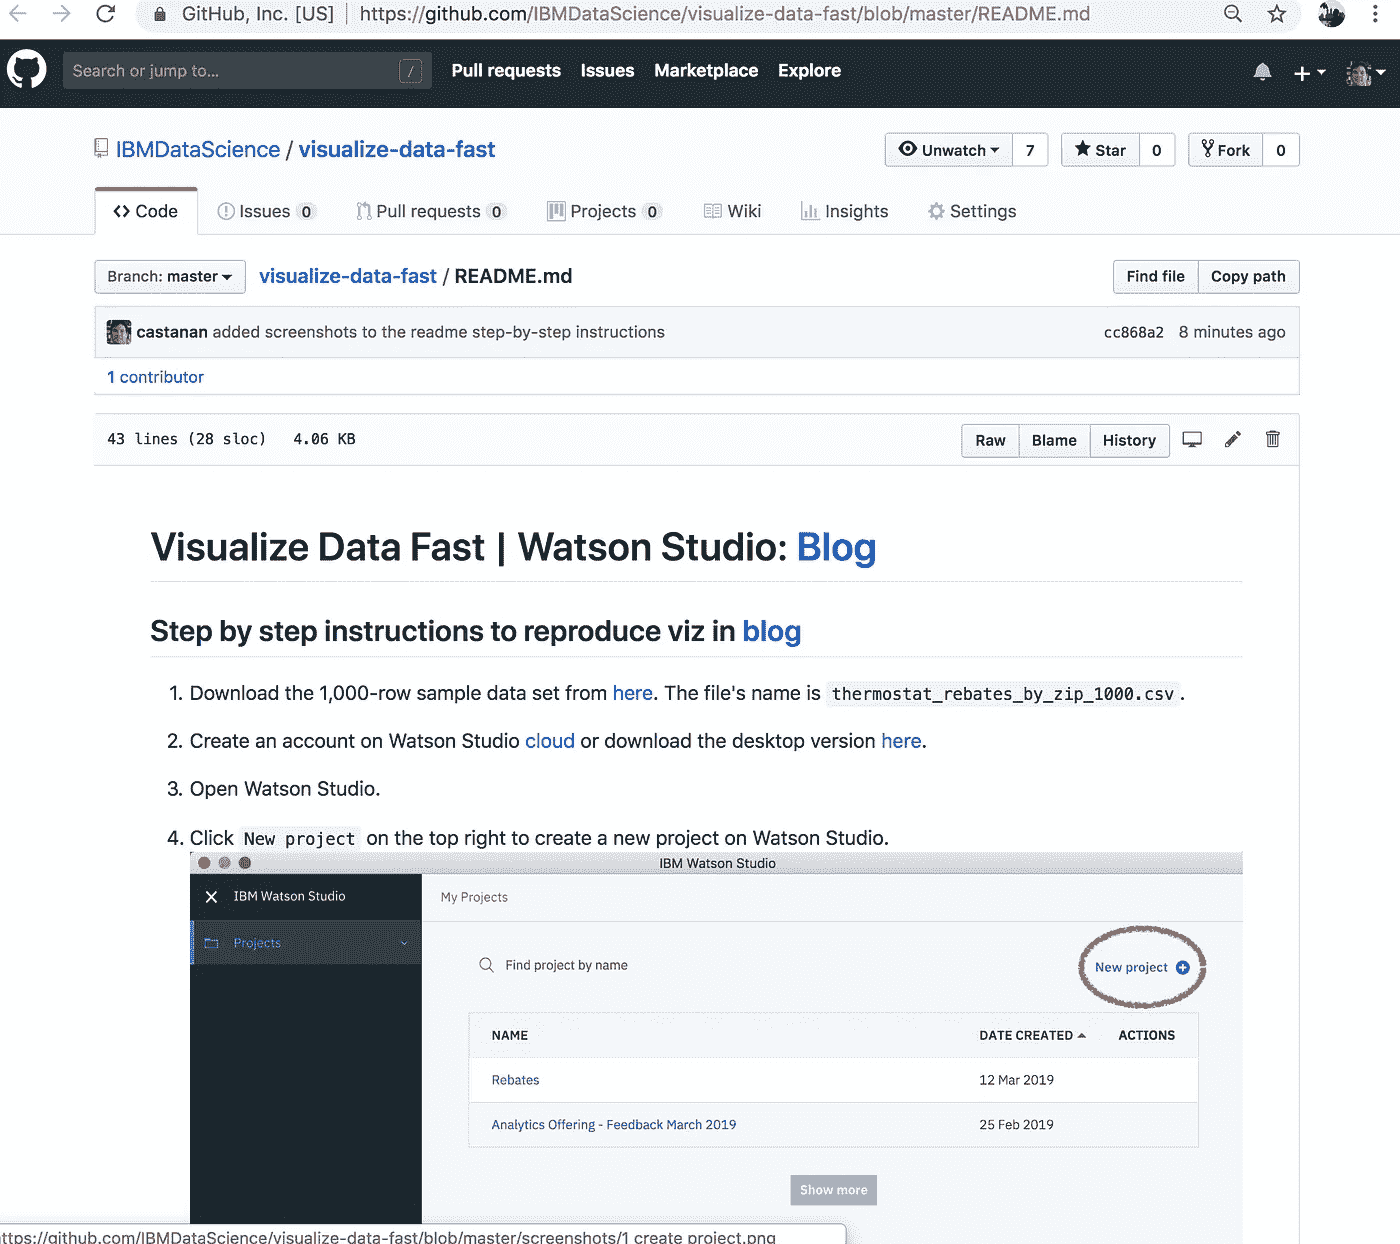 GitHub, Inc. [US] | https://github.com/IBMDataScience/visualize-data-fast/blob/master/README.md
Search or jump to... / Pull requests Issues Marketplace Explore
IBMDataScience / visualize-data-fast Unwatch 7 Star 0 Fork 0
Code Issues 0 Pull requests 0 Projects 0 Wiki Insights Settings
Branch: master visualize-data-fast / README.md Find file Copy path
castanan added screenshots to the readme step-by-step instructions cc868a2 8 minutes ago
1 contributor
43 lines (28 sloc) 4.06 KB Raw Blame History
Visualize Data Fast | Watson Studio: Blog
Step by step instructions to reproduce viz in blog
1. Download the 1,000-row sample data set from here. The file's name is thermostat_rebates_by_zip_1000.csv.
2. Create an account on Watson Studio cloud or download the desktop version here.
3. Open Watson Studio.
4. Click New project on the top right to create a new project on Watson Studio.
IBM Watson Studio
IBM Watson Studio My Projects
Projects
Find project by name New project
NAME DATE CREATED ACTIONS
Rebates 12 Mar 2019
Analytics Offering - Feedback March 2019 25 Feb 2019
Show more
ttps://github.com/IBMDataScience/visualize-data-fast/blob/master/screenshots/1 create project.png